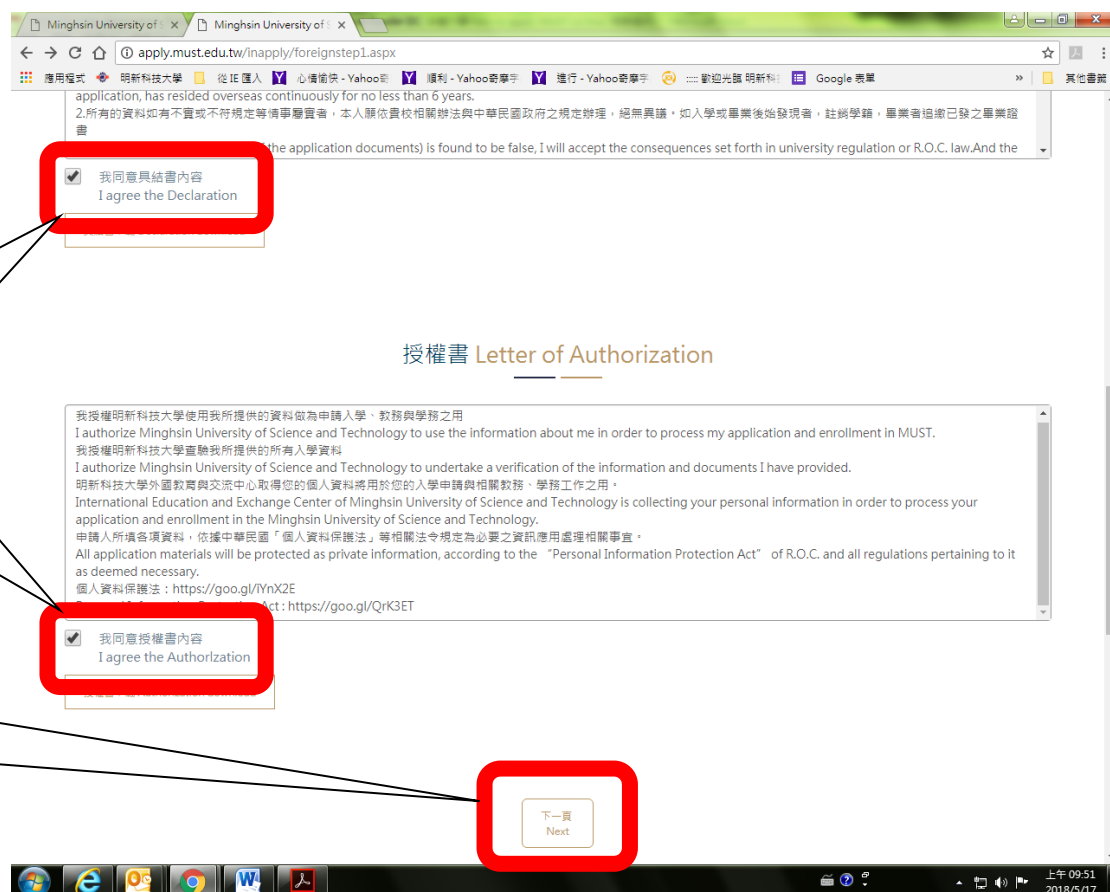 Minghsin University of S
Minghsin University of S
apply.must.edu.tw/inapply/foreignstep1.aspx
應用程式 明新科技大學 從 IE 匯入 心情愉快 - Yahoo奇 順利 - Yahoo奇摩字 進行 - Yahoo奇摩字 ::::: 歡迎光臨 明新科 Google 表單 » 其他書籤
application, has resided overseas continuously for no less than 6 years.
2.所有的資料如有不實或不符規定等情事屬實者，本人願依貴校相關辦法與中華民國政府之規定辦理，絕無異議，如入學或畢業後始發現者，註銷學籍，畢業者追繳已發之畢業證
書
the application documents) is found to be false, I will accept the consequences set forth in university regulation or R.O.C. law.And the
我同意具結書內容
I agree the Declaration
授權書 Letter of Authorization
我授權明新科技大學使用我所提供的資料做為申請入學、教務與學務之用
I authorize Minghsin University of Science and Technology to use the information about me in order to process my application and enrollment in MUST.
我授權明新科技大學查驗我所提供的所有入學資料
I authorize Minghsin University of Science and Technology to undertake a verification of the information and documents I have provided.
明新科技大學外國教育與交流中心取得您的個人資料將用於您的入學申請與相關教務、學務工作之用。
International Education and Exchange Center of Minghsin University of Science and Technology is collecting your personal information in order to process your
application and enrollment in the Minghsin University of Science and Technology.
申請人所填各項資料，依據中華民國「個人資料保護法」等相關法令規定為必要之資訊應用處理相關事宜。
All application materials will be protected as private information, according to the “Personal Information Protection Act” of R.O.C. and all regulations pertaining to it
as deemed necessary.
個人資料保護法：https://goo.gl/iYnX2E
Act : https://goo.gl/QrK3ET
我同意授權書內容
I agree the Authorlzation
下一頁
Next
上午 09:51
2018/5/17